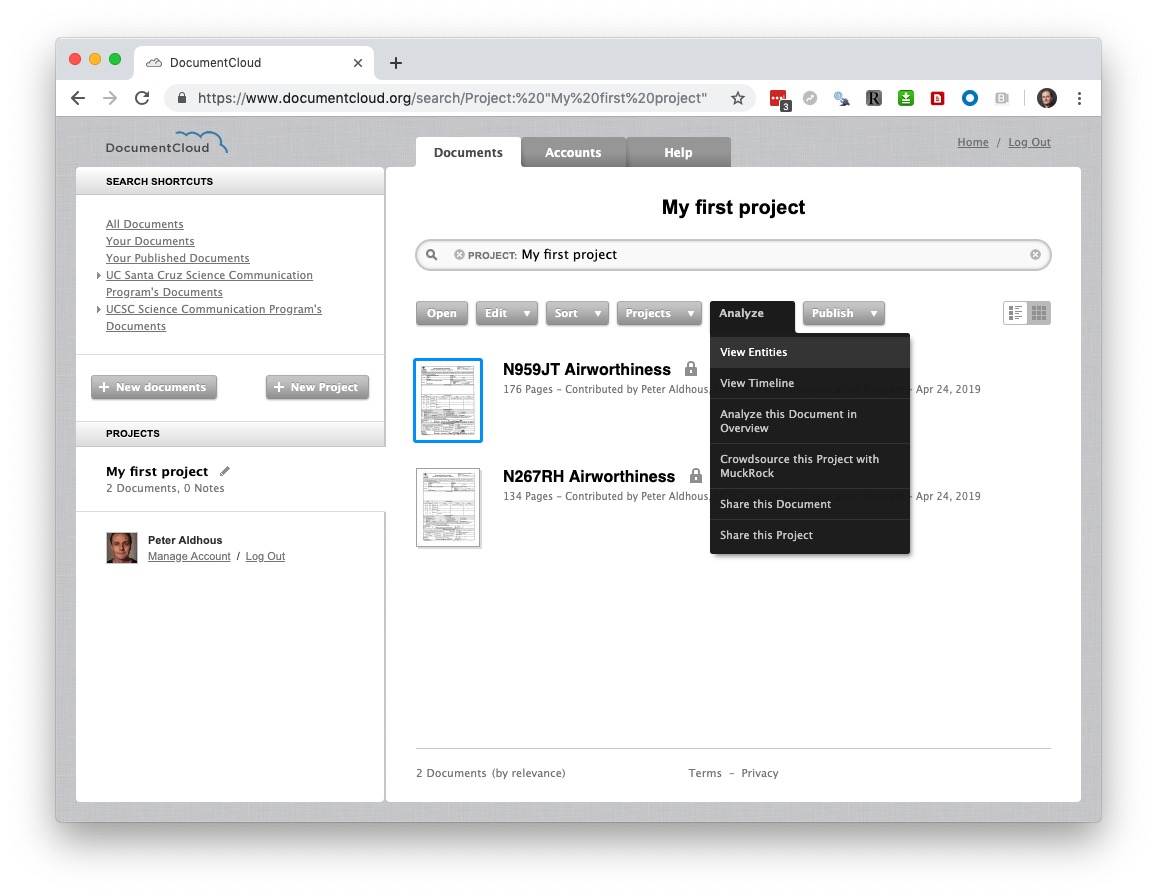 DocumentCloud
https://www.documentcloud.org/search/Project:%20"My%20first%20project"
3
R
DocumentCloud
Documents
Accounts
Help
Home / Log Out
SEARCH SHORTCUTS
All Documents
Your Documents
Your Published Documents
UC Santa Cruz Science Communication
Program's Documents
UCSC Science Communication Program's
Documents
+ New documents
+ New Project
PROJECTS
My first project
2 Documents, 0 Notes
Peter Aldhous
Manage Account / Log Out
My first project
PROJECT: My first project
Open
Edit
Sort
Projects
Analyze
Publish
View Entities
View Timeline
Analyze this Document in
Overview
Crowdsource this Project with
MuckRock
Share this Document
Share this Project
N959JT Airworthiness
176 Pages – Contributed by Peter Aldhous, – Apr 24, 2019
N267RH Airworthiness
134 Pages – Contributed by Peter Aldhous, – Apr 24, 2019
2 Documents (by relevance)
Terms – Privacy